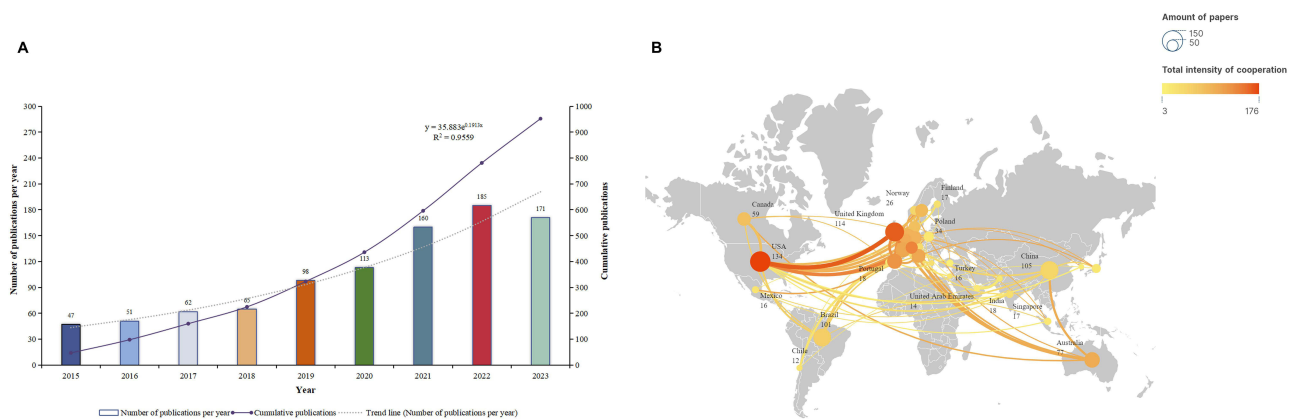 A
Number of publications per year
300
270
240
210
180
150
120
90
60
30
0
47
51
62
65
98
113
160
185
171
y = 35.883e^0.1913x
R² = 0.9559
1000
900
800
700
600
500
400
300
200
100
0
Cumulative publications
2015 2016 2017 2018 2019 2020 2021 2022 2023
Year
Number of publications per year Cumulative publications Trend line (Number of publications per year)
B
Amount of papers
150
50
Total intensity of cooperation
3 176
Norway
26
Finland
17
Canada
59
United Kingdom
114
Poland
34
USA
134
Portugal
18
Turkey
16
China
105
Mexico
16
United Arab Emirates
14
India
18
Singapore
17
Brazil
101
Chile
12
Australia
77